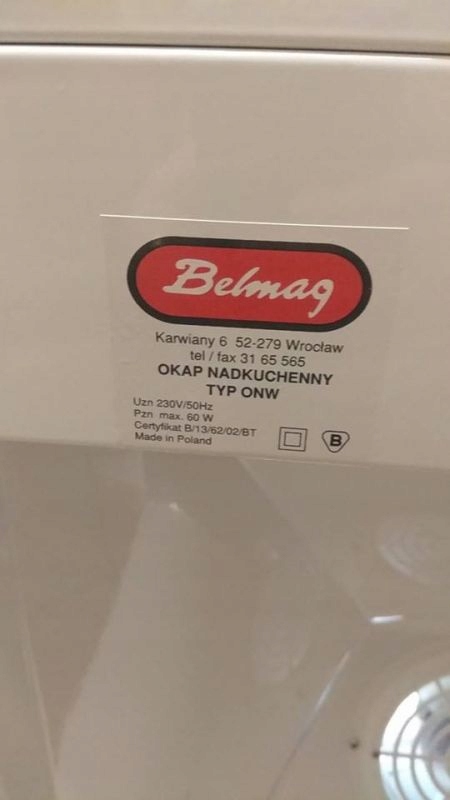 Belmag
Karwiany 6 52-279 Wrocław
tel / fax 31 65 565
OKAP NADKUCHENNY
TYP ONW
Uzn 230V/50Hz
Pzn max. 60 W
Certyfikat B/13/62/02/BT
Made in Poland
B